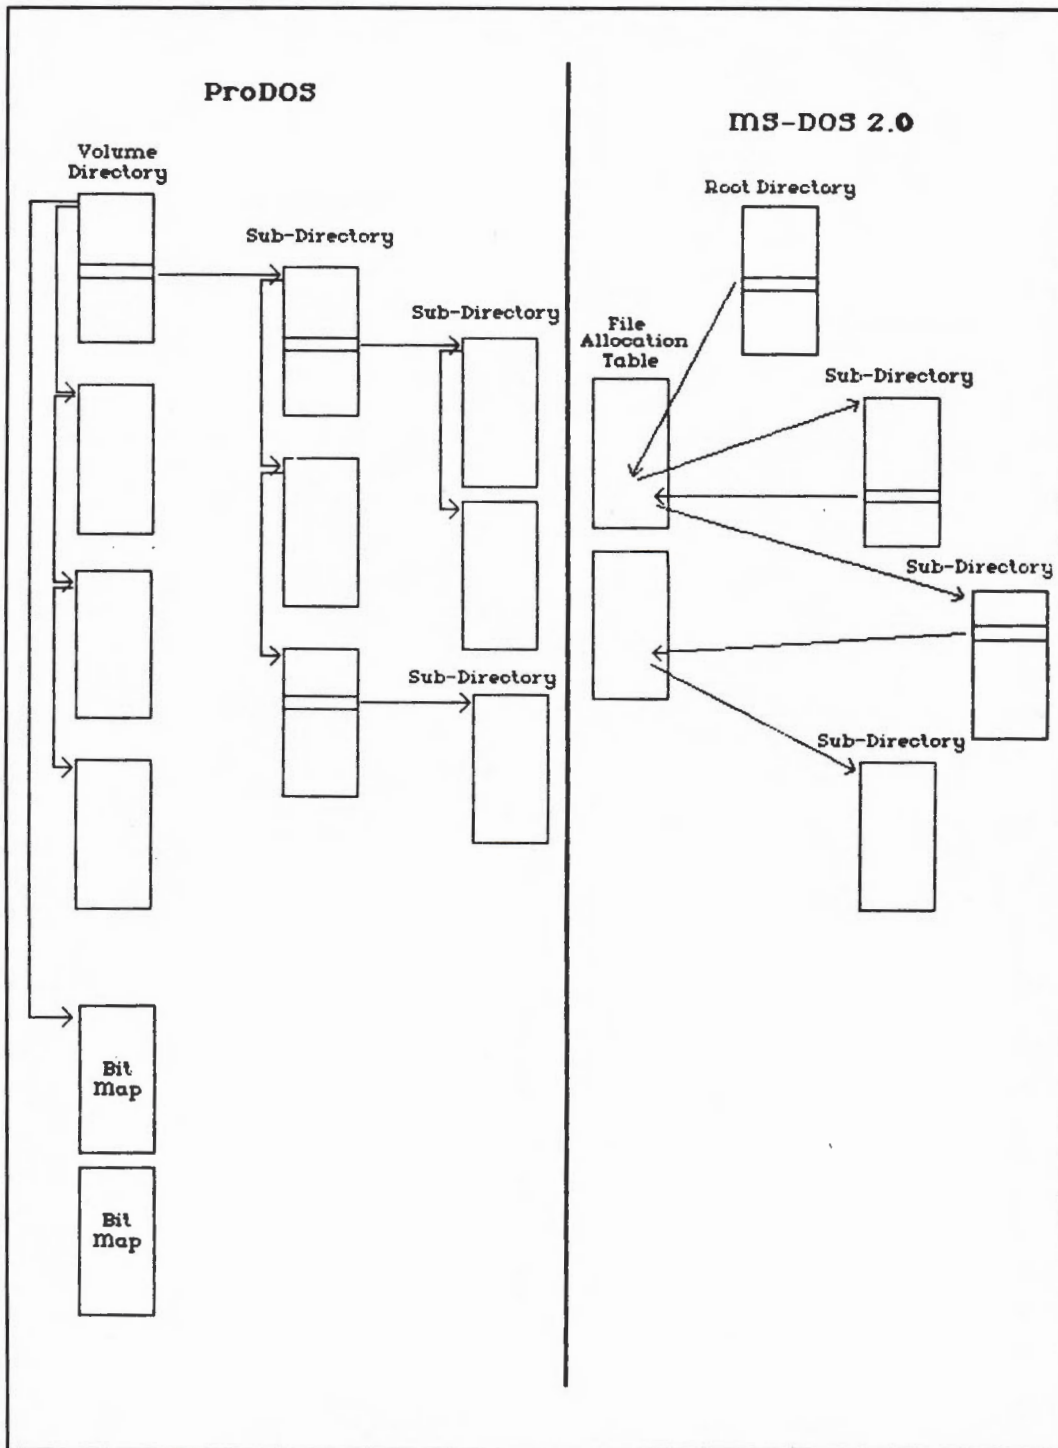 ProDOS
Volume
Directory
Sub-Directory
Sub-Directory
Sub-Directory
Bit
Map
Bit
Map
MS-DOS 2.0
Root Directory
File
Allocation
Table
Sub-Directory
Sub-Directory
Sub-Directory